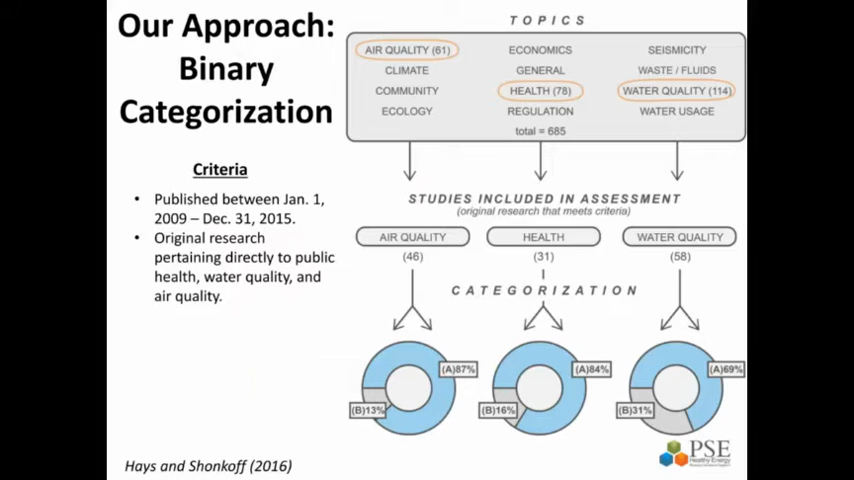 Our Approach:
Binary
Categorization
Criteria
• Published between Jan. 1,
2009 – Dec. 31, 2015.
• Original research
pertaining directly to public
health, water quality, and
air quality.
Hays and Shonkoff (2016)
TOPICS
AIR QUALITY (61) ECONOMICS SEISMICITY
CLIMATE GENERAL WASTE / FLUIDS
COMMUNITY HEALTH (78) WATER QUALITY (114)
ECOLOGY REGULATION WATER USAGE
total = 685
STUDIES INCLUDED IN ASSESSMENT
(original research that meets criteria)
AIR QUALITY HEALTH WATER QUALITY
(46) (31) (58)
CATEGORIZATION
(A)87% (A)84% (A)69%
(B)13% (B)16% (B)31%
PSE
Healthy Energy